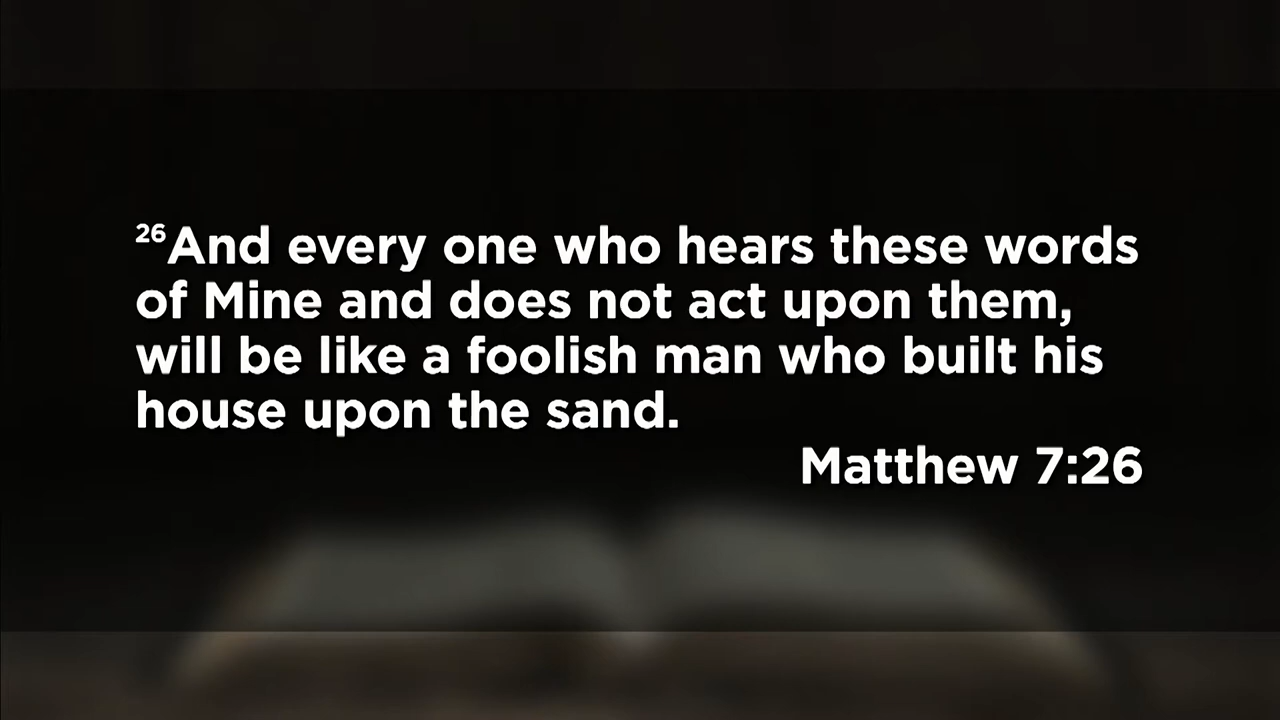 26And every one who hears these words
of Mine and does not act upon them,
will be like a foolish man who built his
house upon the sand.
Matthew 7:26